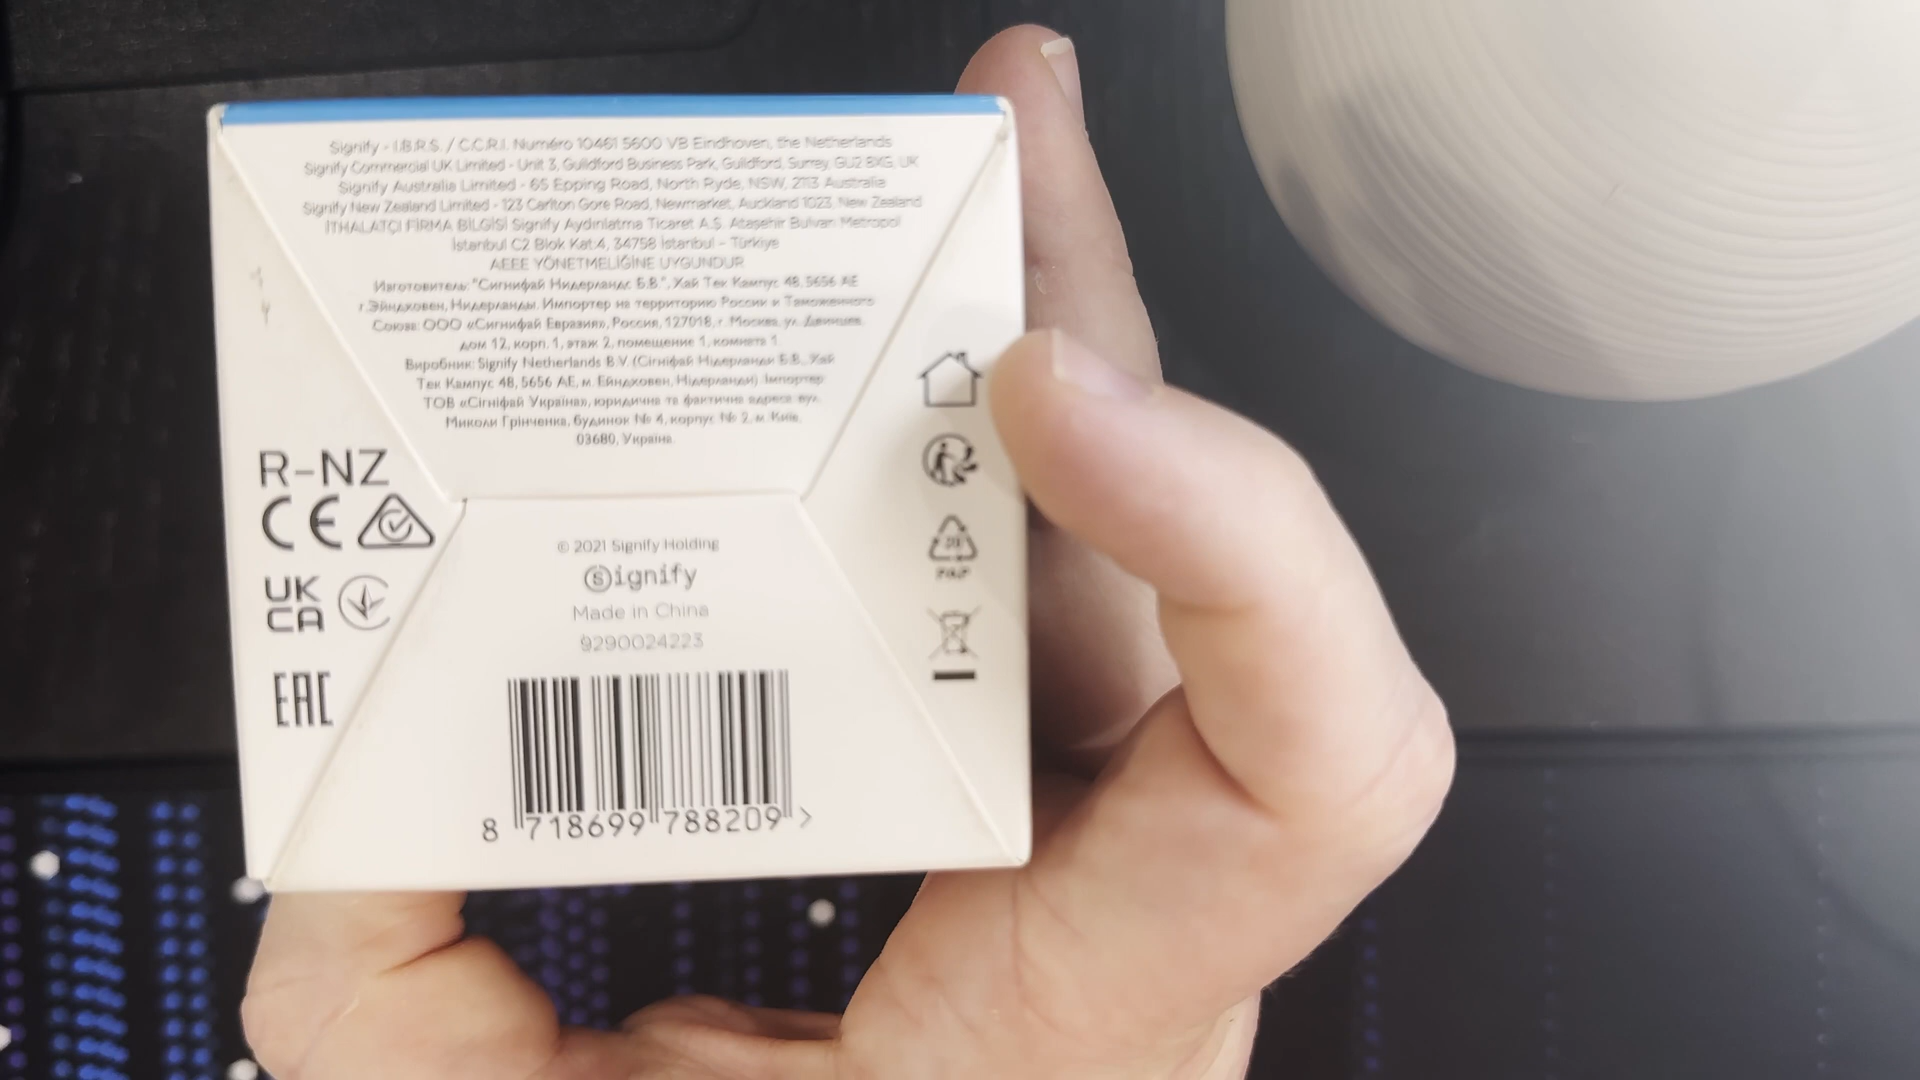 Signify - I.B.R.S. / C.C.R.I. Numéro 10461 5600 VB Eindhoven, the Netherlands
Signify Commercial UK Limited - Unit 3, Guildford Business Park, Guildford, Surrey, GU2 8XG, UK
Signify Australia Limited - 65 Epping Road, North Ryde, NSW, 2113 Australia
Signify New Zealand Limited - 123 Carlton Gore Road, Newmarket, Auckland 1023, New Zealand
İTHALATÇI FİRMA BİLGİSİ Signify Aydınlatma Ticaret A.Ş. Ataşehir Bulvarı Metropol
İstanbul C2 Blok Kat:4, 34758 İstanbul – Türkiye
AEEE YÖNETMELİĞİNE UYGUNDUR
Изготовитель: "Сигнифай Нидерландс Б.В.", Хай Тек Кампус 48, 5656 AE
г.Эйндховен, Нидерланды. Импортер на территорию России и Таможенного
Союза: ООО «Сигнифай Евразия», Россия, 127018, г. Москва, ул. Двинцев,
дом 12, корп. 1, этаж 2, помещение 1, комната 1
Виробник: Signify Netherlands B.V. (Сігніфай Нідерландз Б.В., Хай
Тек Кампус 48, 5656 АЕ, м. Ейндховен, Нідерланди). Імпортер:
ТОВ «Сігніфай Україна», юридична та фактична адреса: вул.
Миколи Грінченка, будинок № 4, корпус № 2, м. Київ,
03680, Україна.
R-NZ
CE
UK
CA
EAC
© 2021 Signify Holding
Signify
Made in China
9290024223
8 718699 788209 >
PAP